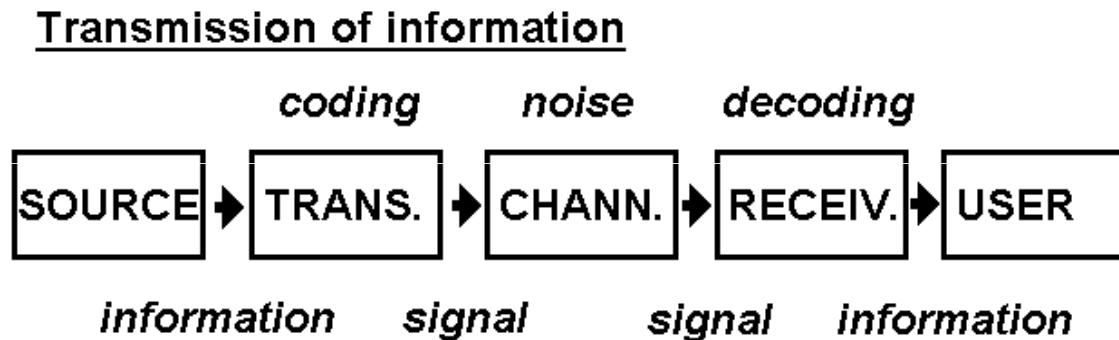 Transmission of information
coding noise decoding
SOURCE TRANS. CHANN. RECEIV. USER
information signal signal information